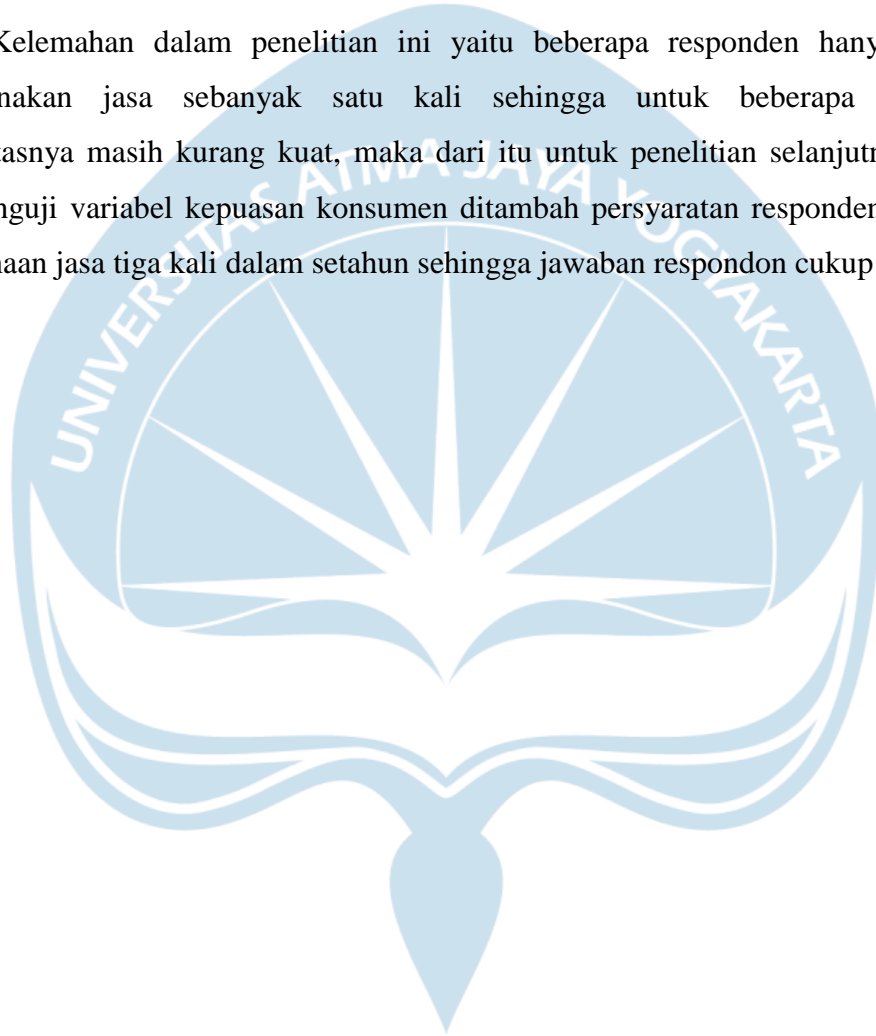 Kelemahan dalam penelitian ini yaitu beberapa responden hany
nakan jasa sebanyak satu kali sehingga untuk beberapa
tasnya masih kurang kuat, maka dari itu untuk penelitian selanjutn
nguji variabel kepuasan konsumen ditambah persyaratan responden
naan jasa tiga kali dalam setahun sehingga jawaban respondon cukup
UNIVERSITAS ATMA JAYA YOGYAKARTA